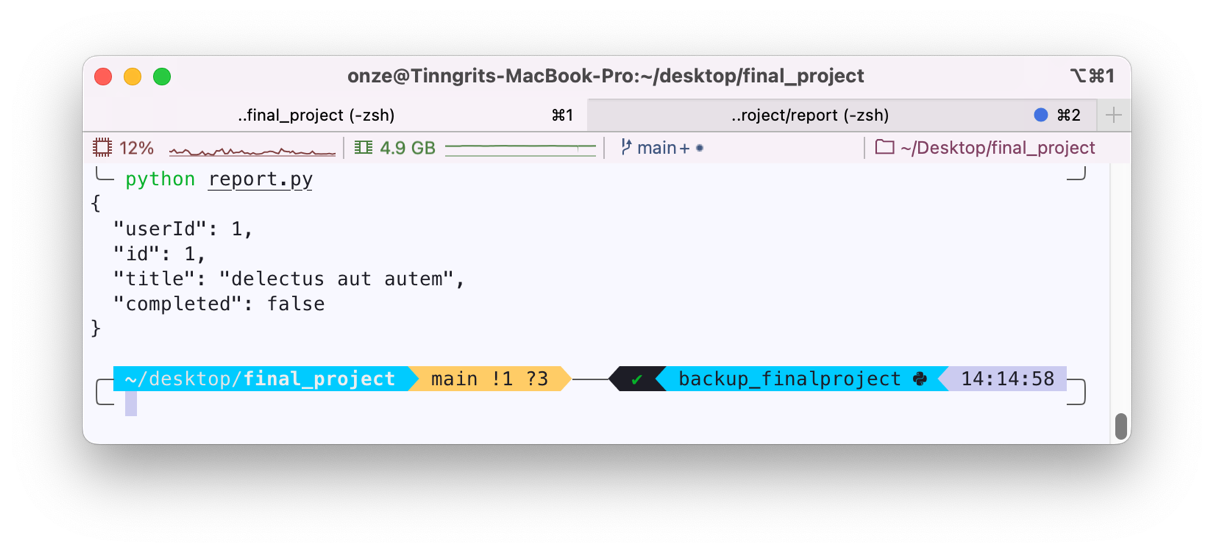 onze@Tinngrits-MacBook-Pro:~/desktop/final_project ⌥⌘1
..final_project (-zsh) ⌘1 ..roject/report (-zsh) ⌘2
12% 4.9 GB main+ ~/Desktop/final_project
python report.py
{
"userId": 1,
"id": 1,
"title": "delectus aut autem",
"completed": false
}
~/desktop/final_project main !1 ?3 ✔ backup_finalproject 14:14:58